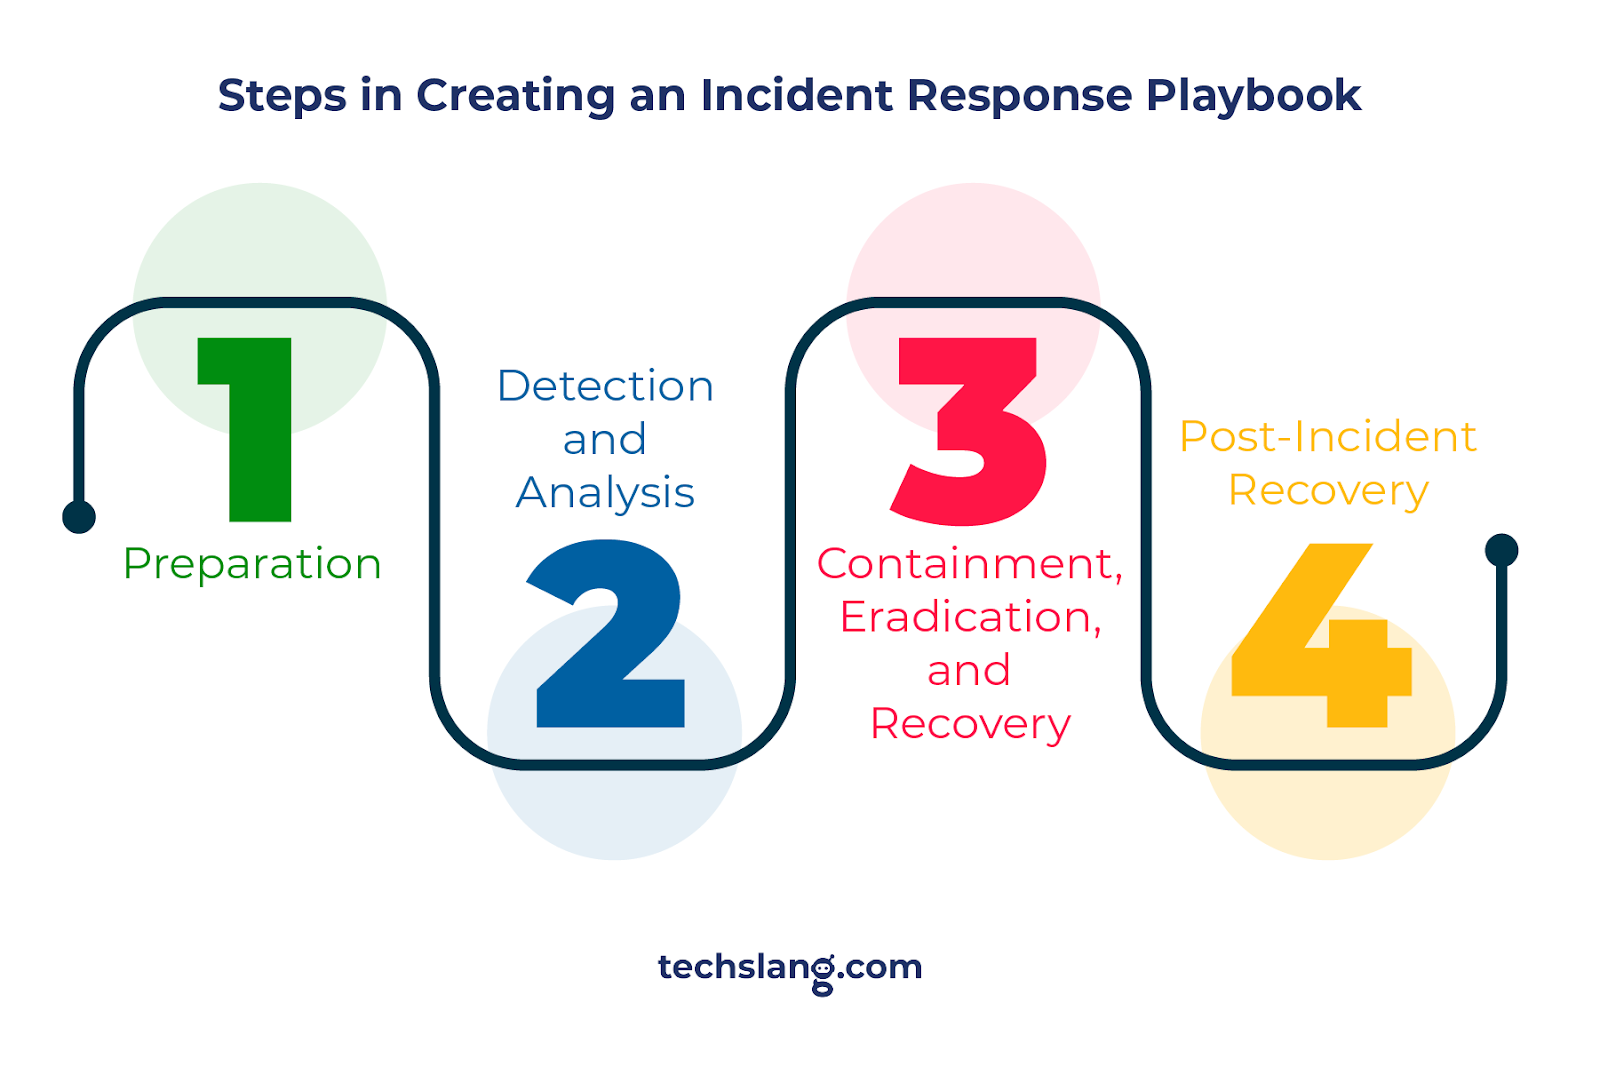 Steps in Creating an Incident Response Playbook
1
Preparation
Detection
and
Analysis
2
3
Containment,
Eradication,
and
Recovery
Post-Incident
Recovery
4
techslang.com